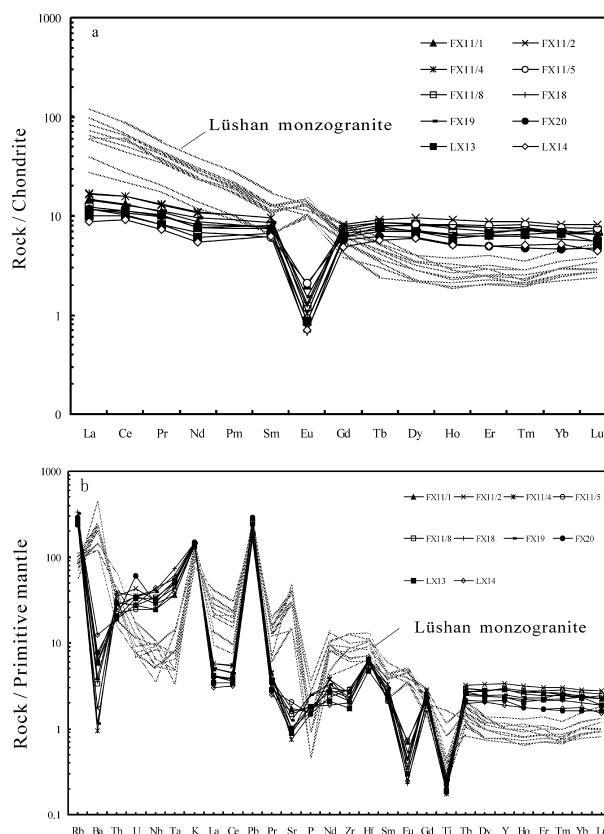 1000
a
FX11/1 FX11/2
FX11/4 FX11/5
FX11/8 FX18
FX19 FX20
LX13 LX14
100
Lüshan monzogranite
10
1
0
Rock / Chondrite
La Ce Pr Nd Pm Sm Eu Gd Tb Dy Ho Er Tm Yb Lu
1000
b
FX11/1 FX11/2 FX11/4 FX11/5
FX11/8 FX18 FX19 FX20
LX13 LX14
100
10
Lüshan monzogranite
1
0.1
Rock / Primitive mantle
Rb Ba Th U Nb Ta K La Ce Pb Pr Sr P Nd Zr Hf Sm Eu Gd Ti Tb Dy Y Ho Er Tm Yb Lu